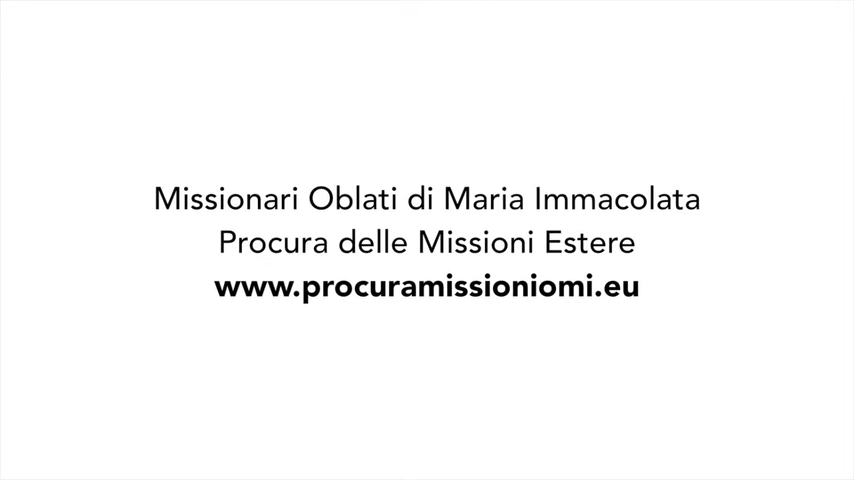 Missionari Oblati di Maria Immacolata
Procura delle Missioni Estere
www.procuramissioniomi.eu